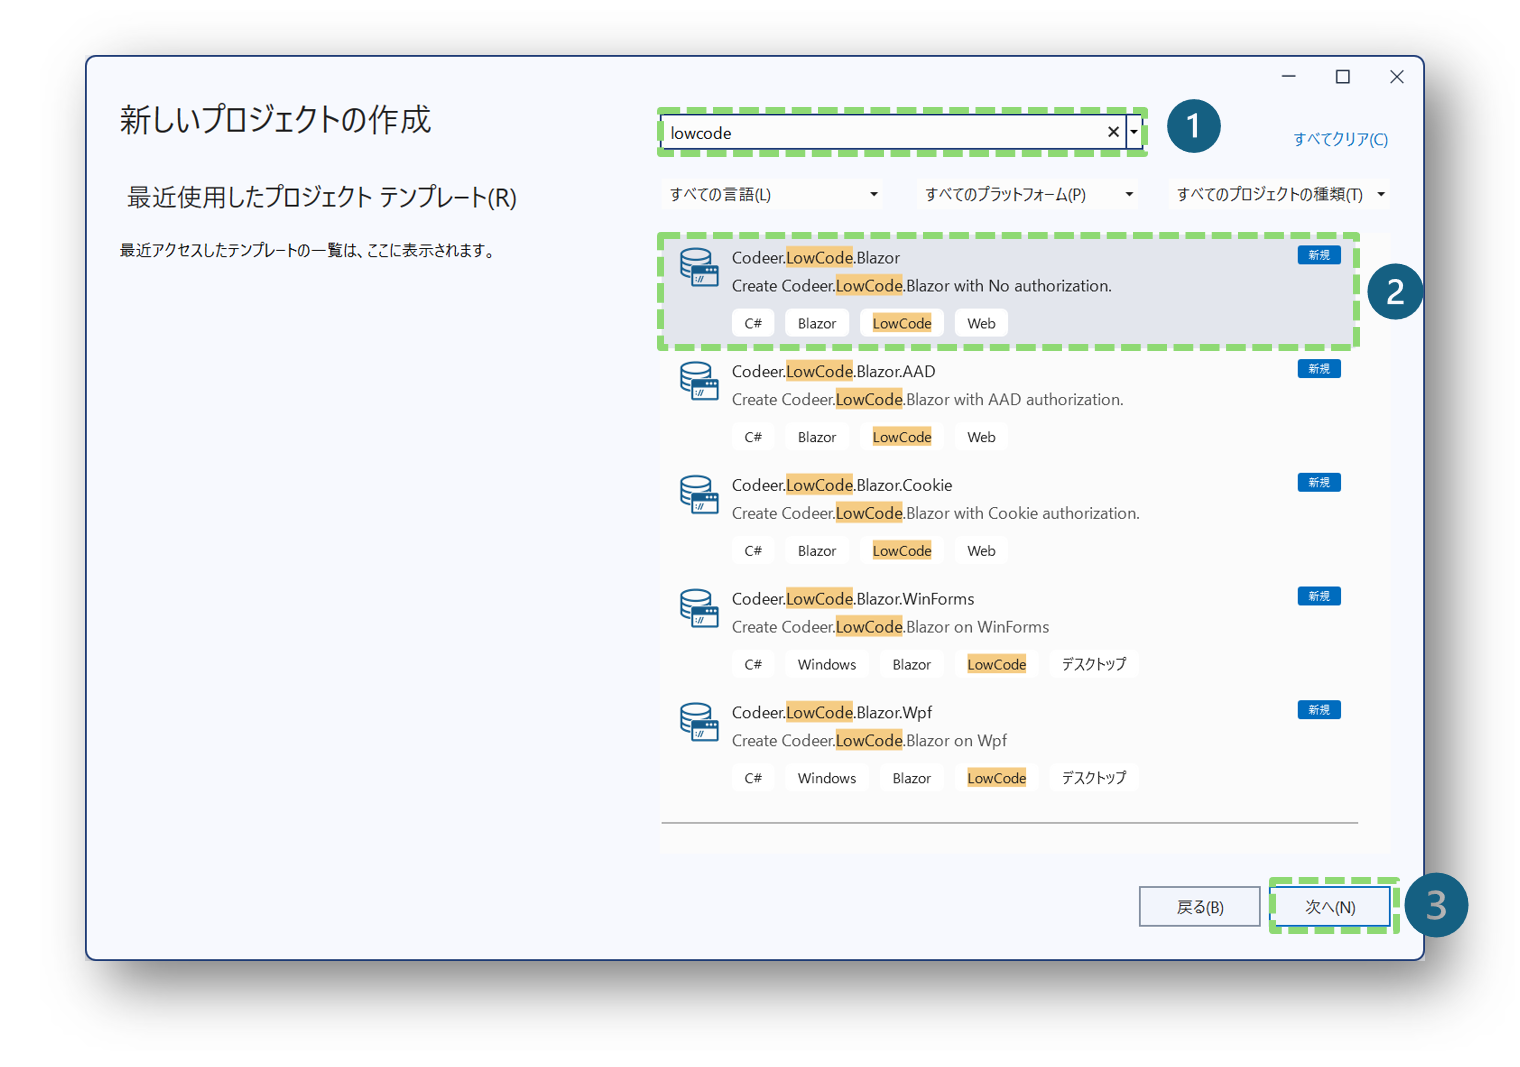 新しいプロジェクトの作成
最近使用したプロジェクト テンプレート(R)
最近アクセスしたテンプレートの一覧は、ここに表示されます。
lowcode
1
すべてクリア(C)
すべての言語(L)
すべてのプラットフォーム(P)
すべてのプロジェクトの種類(T)
Codeer.LowCode.Blazor
新規
Create Codeer.LowCode.Blazor with No authorization.
C# Blazor LowCode Web
2
Codeer.LowCode.Blazor.AAD
新規
Create Codeer.LowCode.Blazor with AAD authorization.
C# Blazor LowCode Web
Codeer.LowCode.Blazor.Cookie
新規
Create Codeer.LowCode.Blazor with Cookie authorization.
C# Blazor LowCode Web
Codeer.LowCode.Blazor.WinForms
新規
Create Codeer.LowCode.Blazor on WinForms
C# Windows Blazor LowCode デスクトップ
Codeer.LowCode.Blazor.Wpf
新規
Create Codeer.LowCode.Blazor on Wpf
C# Windows Blazor LowCode デスクトップ
戻る(B)
次へ(N)
3